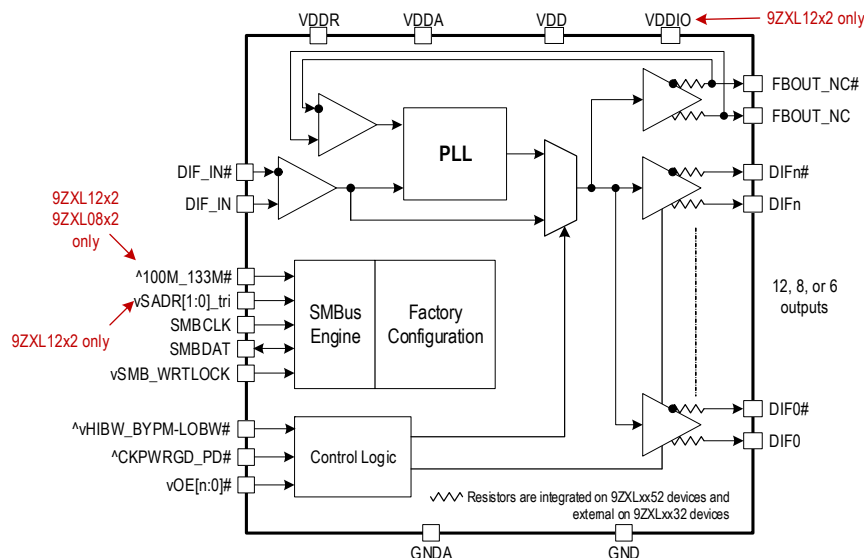 VDDR
VDDA
VDD
VDDIO
9ZXL12x2 only
FBOUT_NC#
FBOUT_NC
PLL
DIF_IN#
DIF_IN
DIFn#
DIFn
9ZXL12x2
9ZXL08x2
only
^100M_133M#
vSADR[1:0]_tri
SMBCLK
SMBDAT
vSMB_WRTLOCK
9ZXL12x2 only
SMBus
Engine
Factory
Configuration
12, 8, or 6
outputs
^vHIBW_BYPM-LOBW#
^CKPWRGD_PD#
vOE[n:0]#
Control Logic
DIF0#
DIF0
Resistors are integrated on 9ZXLxx52 devices and
external on 9ZXLxx32 devices
GNDA
GND